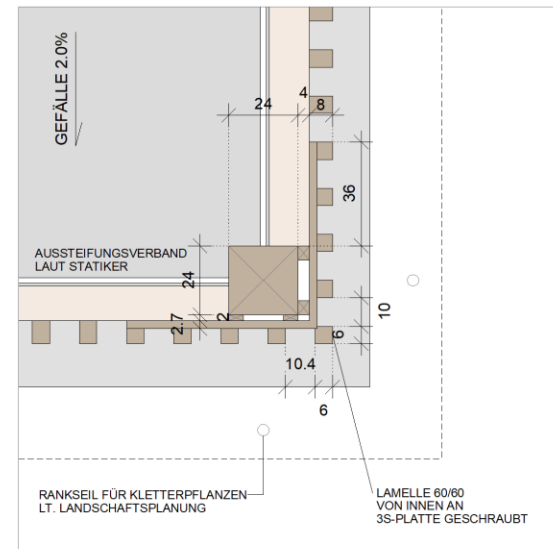 GEFÄLLE 2.0%
24
4
8
36
AUSSTEIFUNGSVERBAND
LAUT STATIKER
24
2
2.7
10
6
10.4
6
RANKSEIL FÜR KLETTERPFLANZEN
LT. LANDSCHAFTSPLANUNG
LAMELLE 60/60
VON INNEN AN
3S-PLATTE GESCHRAUBT